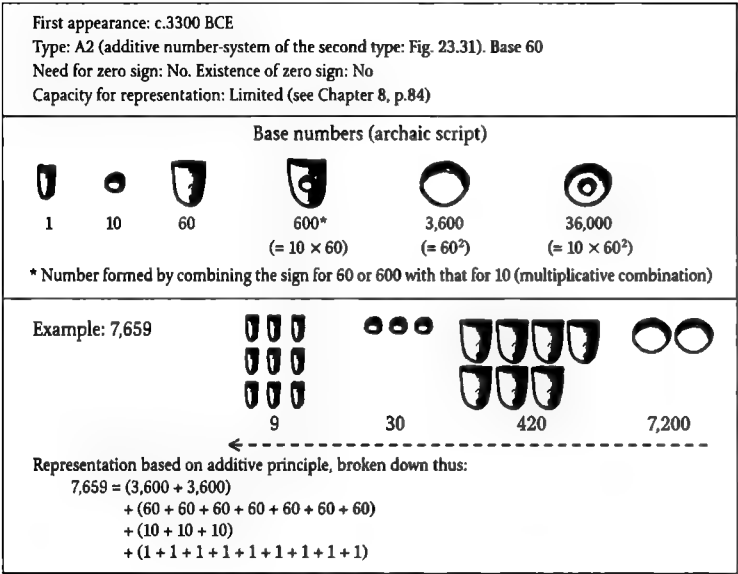 First appearance: c.3300 BCE
Type: A2 (additive number-system of the second type: Fig. 23.31). Base 60
Need for zero sign: No. Existence of zero sign: No
Capacity for representation: Limited (see Chapter 8, p.84)
Base numbers (archaic script)
1 10 60 600* 3,600 36,000
(= 10 × 60) (= 60²) (= 10 × 60²)
* Number formed by combining the sign for 60 or 600 with that for 10 (multiplicative combination)
Example: 7,659
9 30 420 7,200
Representation based on additive principle, broken down thus:
7,659 = (3,600 + 3,600)
+ (60 + 60 + 60 + 60 + 60 + 60 + 60)
+ (10 + 10 + 10)
+ (1 + 1 + 1 + 1 + 1 + 1 + 1 + 1 + 1)